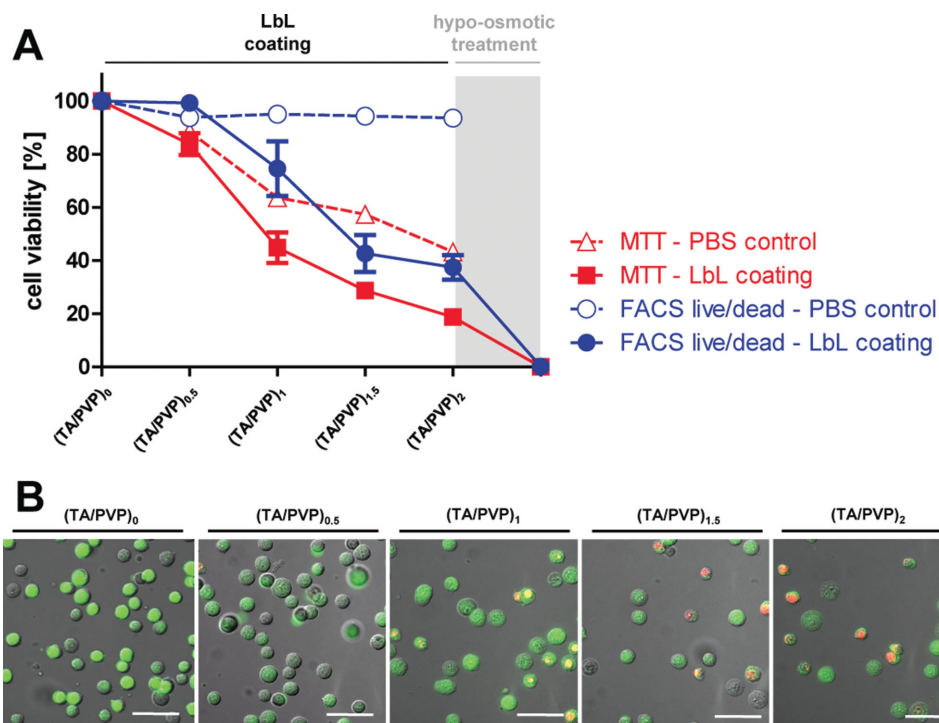 A
LbL
coating
hypo-osmotic
treatment
cell viability [%]
100
80
60
40
20
0
(TA/PVP)₀
(TA/PVP)₀.₅
(TA/PVP)₁
(TA/PVP)₁.₅
(TA/PVP)₂
MTT - PBS control
MTT - LbL coating
FACS live/dead - PBS control
FACS live/dead - LbL coating
B
(TA/PVP)₀
(TA/PVP)₀.₅
(TA/PVP)₁
(TA/PVP)₁.₅
(TA/PVP)₂